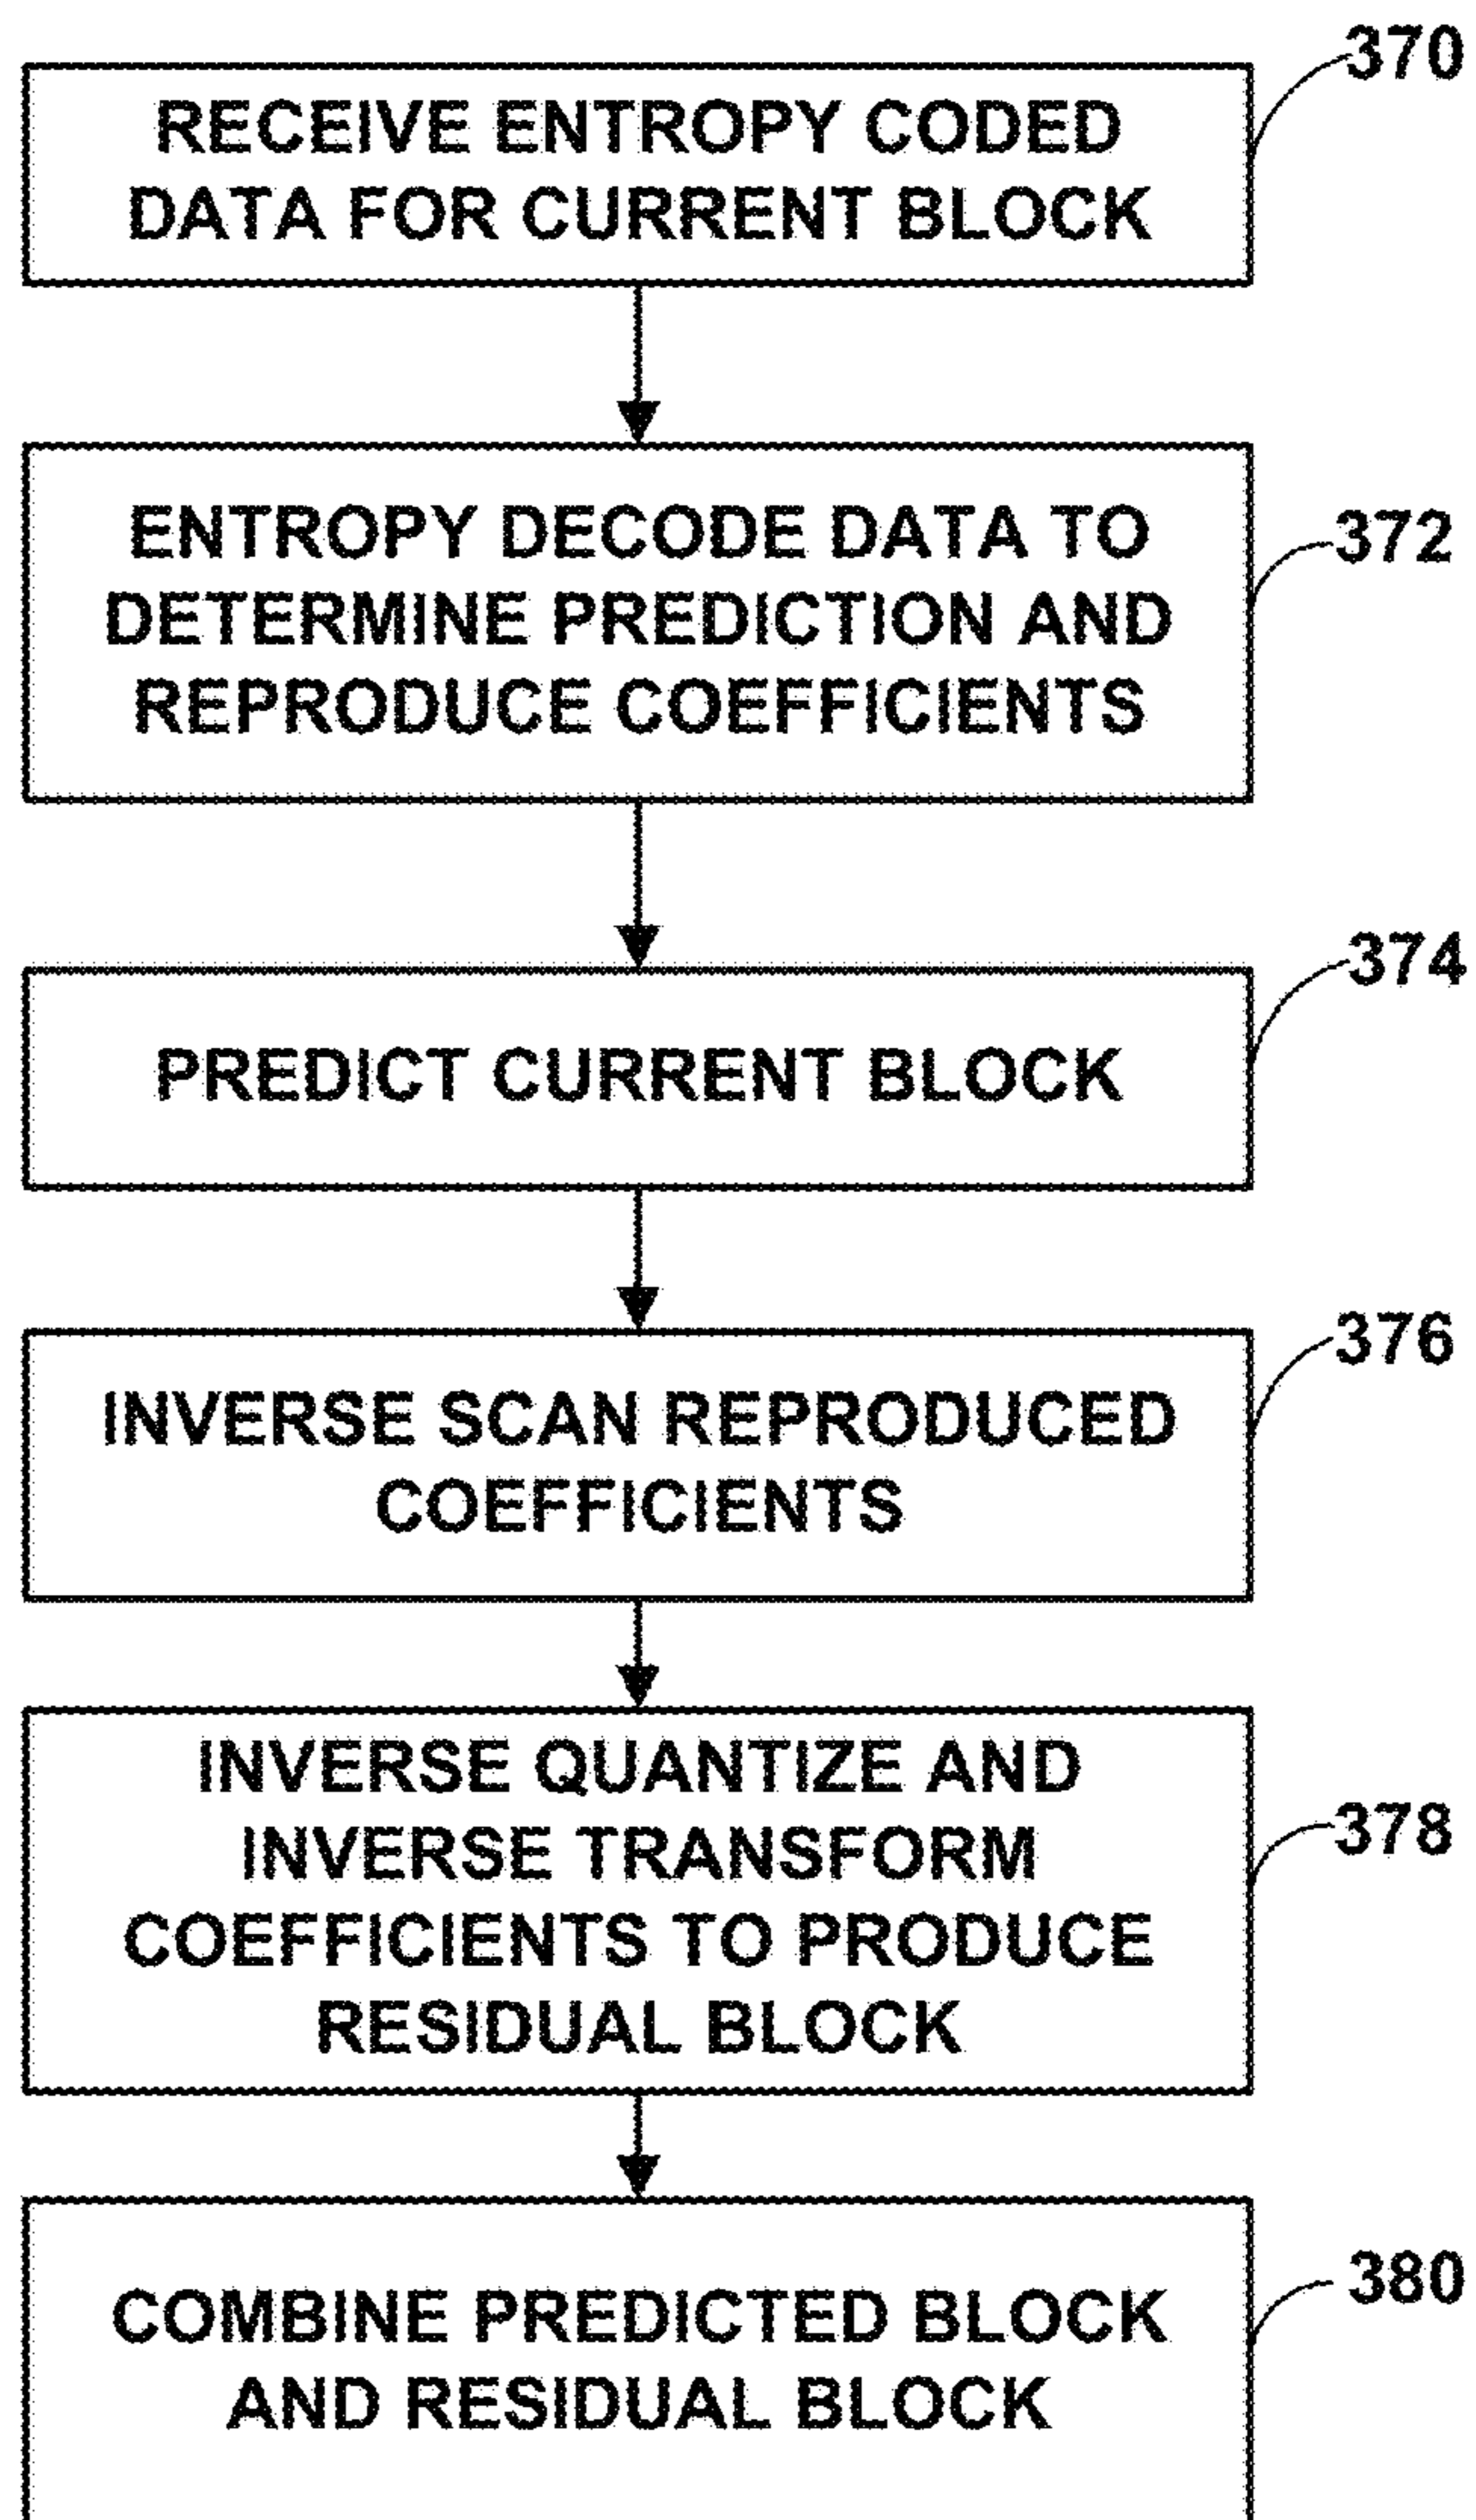 370
RECEIVE ENTROPY CODED
DATA FOR CURRENT BLOCK
372
ENTROPY DECODE DATA TO
DETERMINE PREDICTION AND
REPRODUCE COEFFICIENTS
374
PREDICT CURRENT BLOCK
376
INVERSE SCAN REPRODUCED
COEFFICIENTS
378
INVERSE QUANTIZE AND
INVERSE TRANSFORM
COEFFICIENTS TO PRODUCE
RESIDUAL BLOCK
380
COMBINE PREDICTED BLOCK
AND RESIDUAL BLOCK